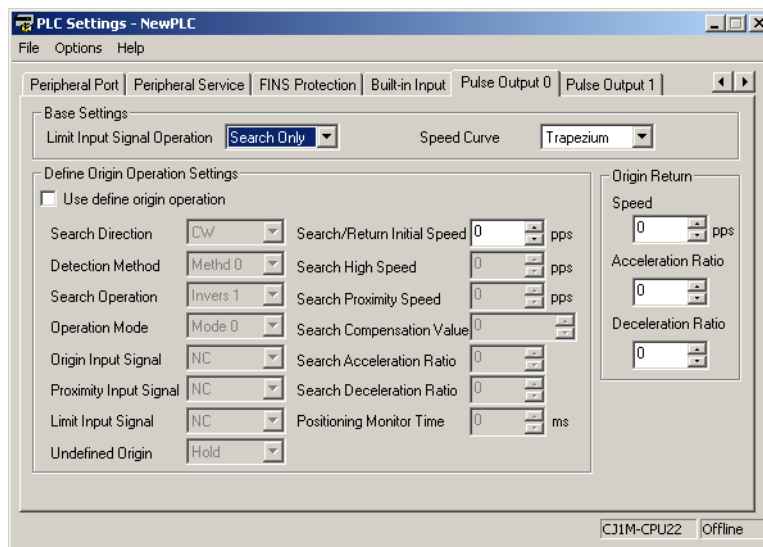 PLC Settings - NewPLC
File Options Help
Peripheral Port Peripheral Service FINS Protection Built-in Input Pulse Output 0 Pulse Output 1
Base Settings
Limit Input Signal Operation Search Only Speed Curve Trapezium
Define Origin Operation Settings
Use define origin operation
Search Direction CW Search/Return Initial Speed 0 pps
Detection Method Methd 0 Search High Speed 0 pps
Search Operation Invers 1 Search Proximity Speed 0 pps
Operation Mode Mode 0 Search Compensation Value 0
Origin Input Signal NC Search Acceleration Ratio 0
Proximity Input Signal NC Search Deceleration Ratio 0
Limit Input Signal NC Positioning Monitor Time 0 ms
Undefined Origin Hold
Origin Return
Speed
0 pps
Acceleration Ratio
0
Deceleration Ratio
0
CJ1M-CPU22 Offline